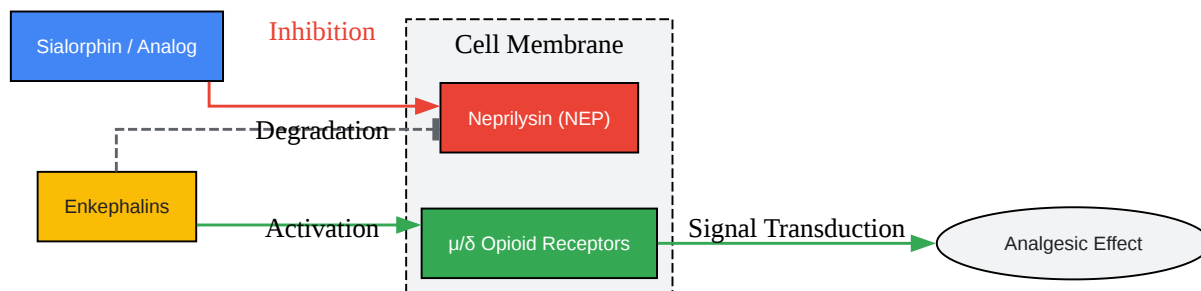 Sialorphin / Analog
Inhibition
Cell Membrane
Neprilysin (NEP)
Degradation
Enkephalins
Activation
μ/δ Opioid Receptors
Signal Transduction
Analgesic Effect